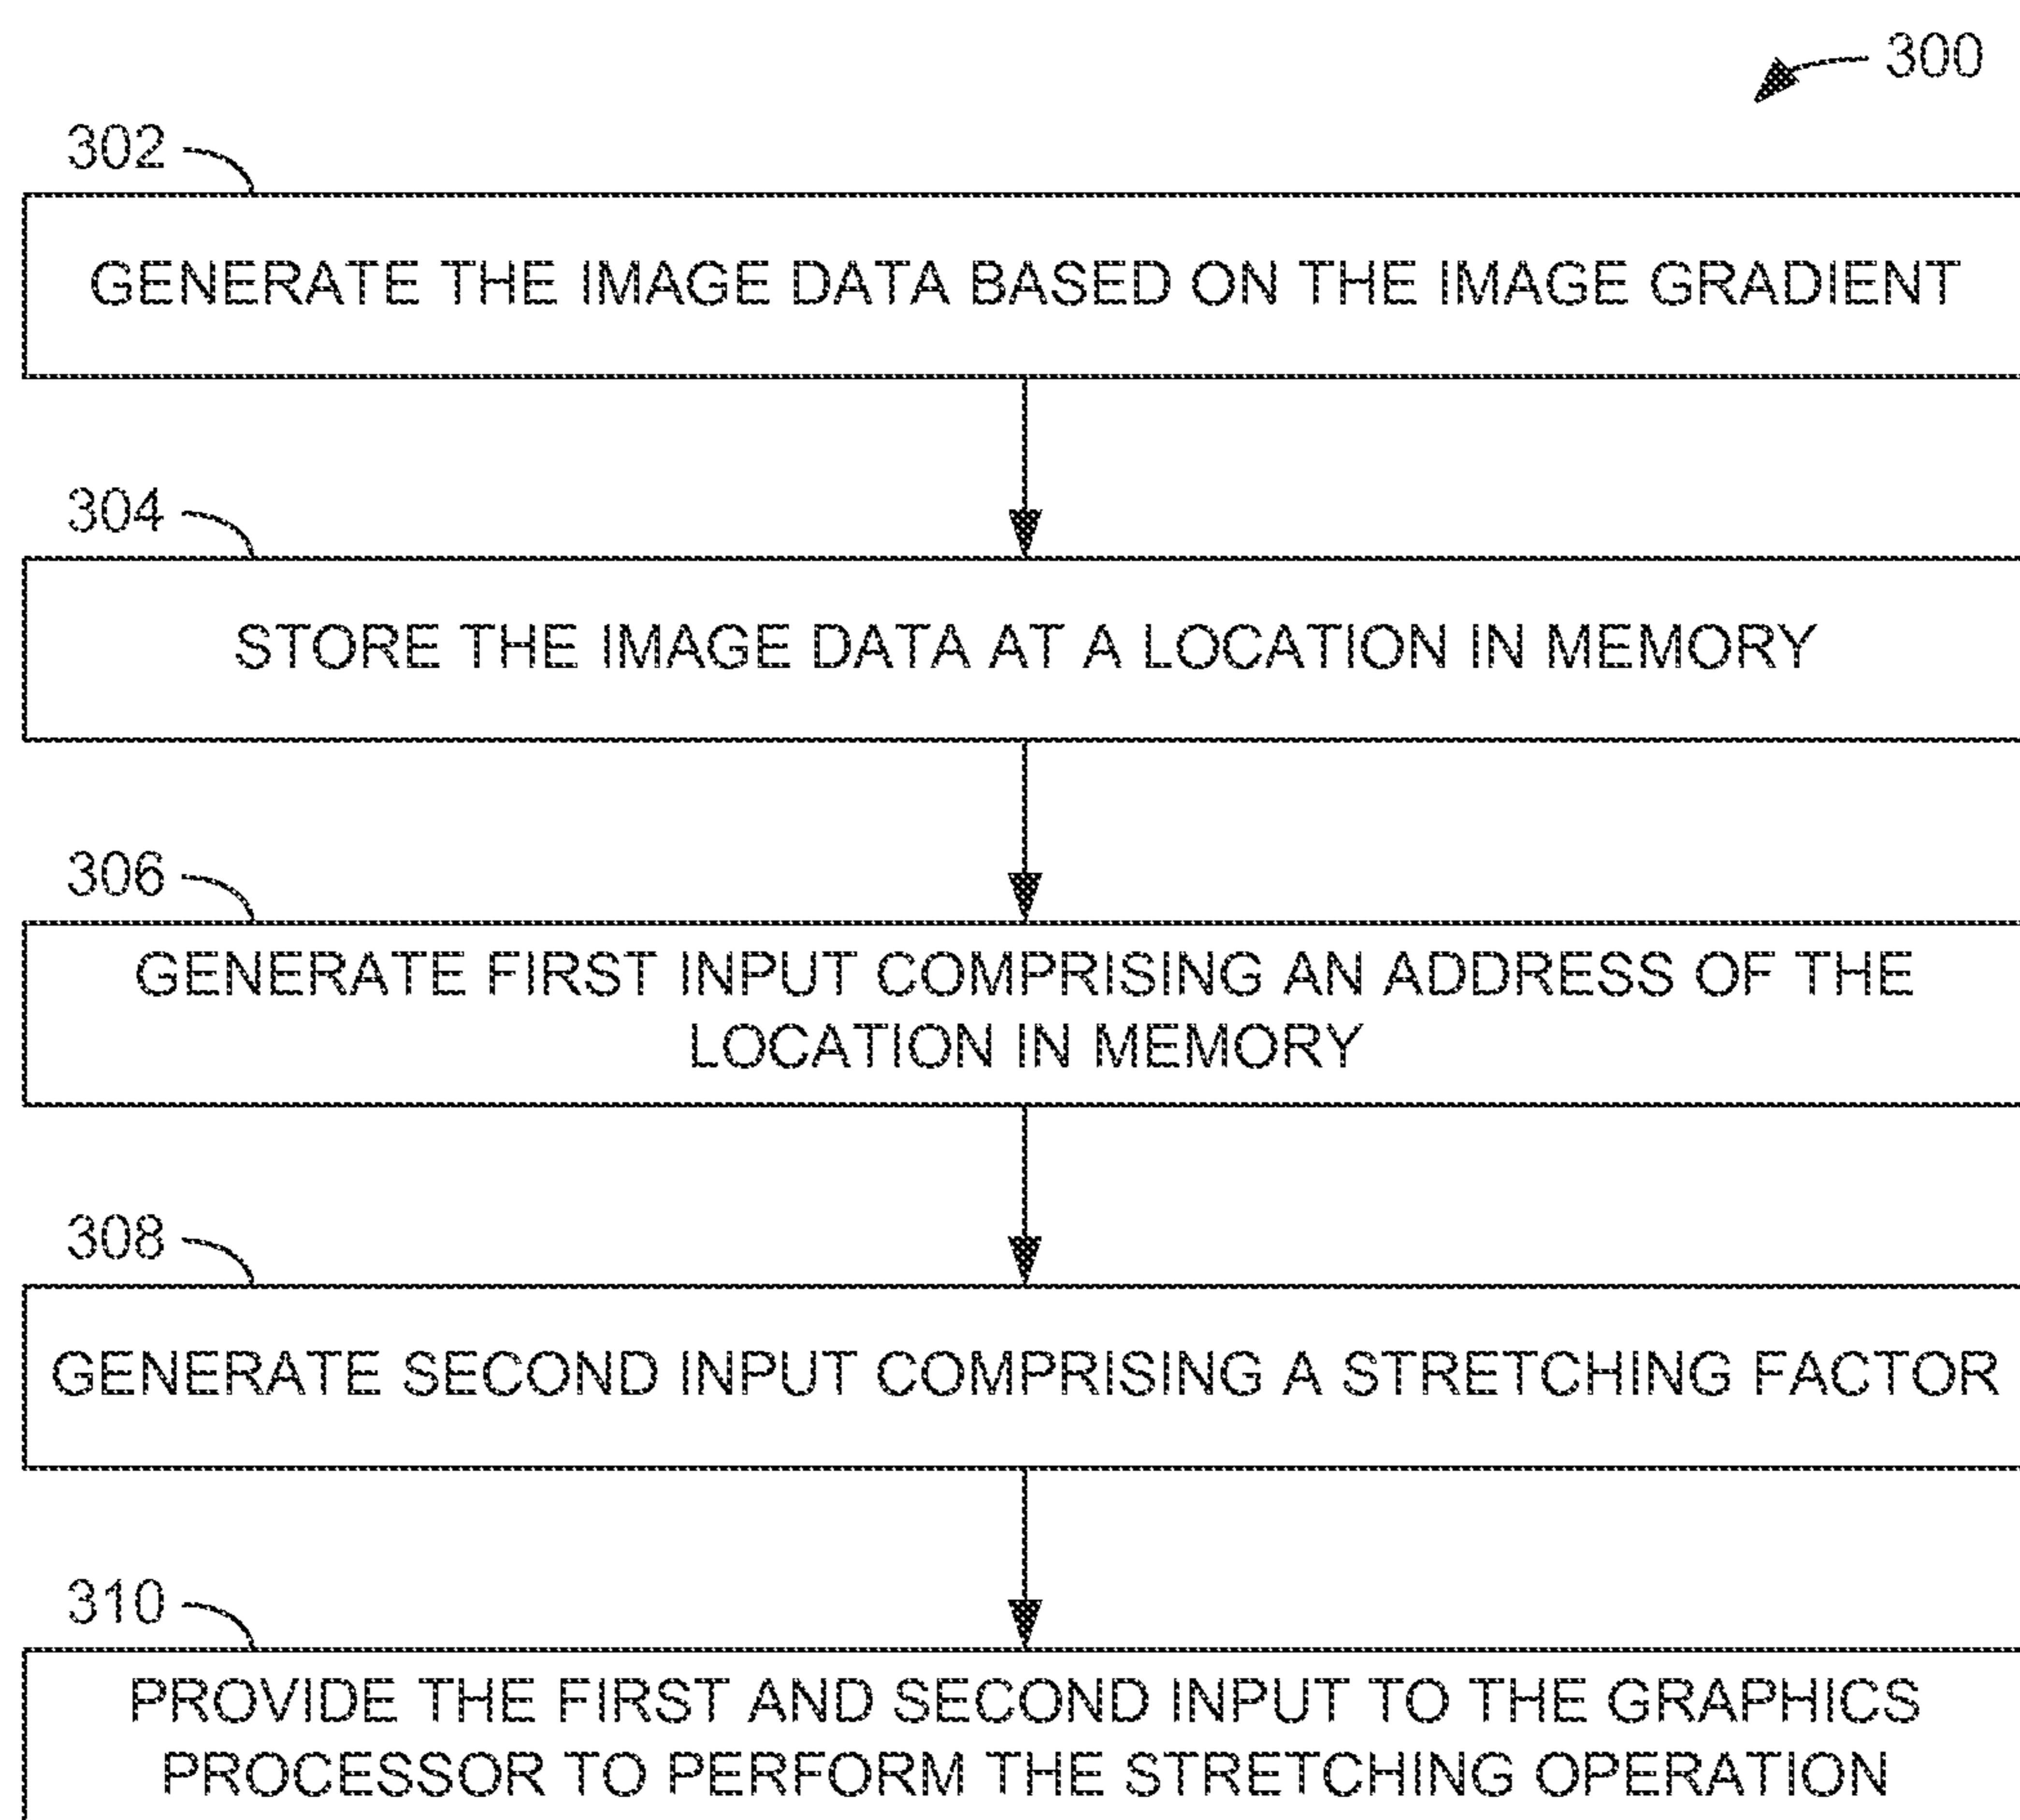 300
302
GENERATE THE IMAGE DATA BASED ON THE IMAGE GRADIENT
304
STORE THE IMAGE DATA AT A LOCATION IN MEMORY
306
GENERATE FIRST INPUT COMPRISING AN ADDRESS OF THE
LOCATION IN MEMORY
308
GENERATE SECOND INPUT COMPRISING A STRETCHING FACTOR
310
PROVIDE THE FIRST AND SECOND INPUT TO THE GRAPHICS
PROCESSOR TO PERFORM THE STRETCHING OPERATION